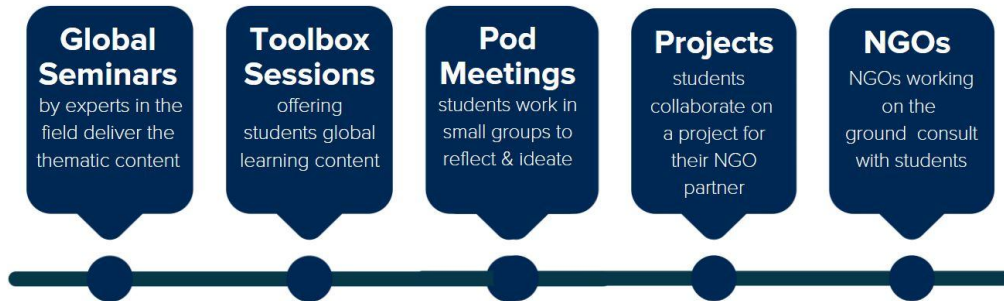 Global
Seminars
by experts in the
field deliver the
thematic content
Toolbox
Sessions
offering
students global
learning content
Pod
Meetings
students work in
small groups to
reflect & ideate
Projects
students
collaborate on
a project for
their NGO
partner
NGOs
NGOs working
on the
ground consult
with students